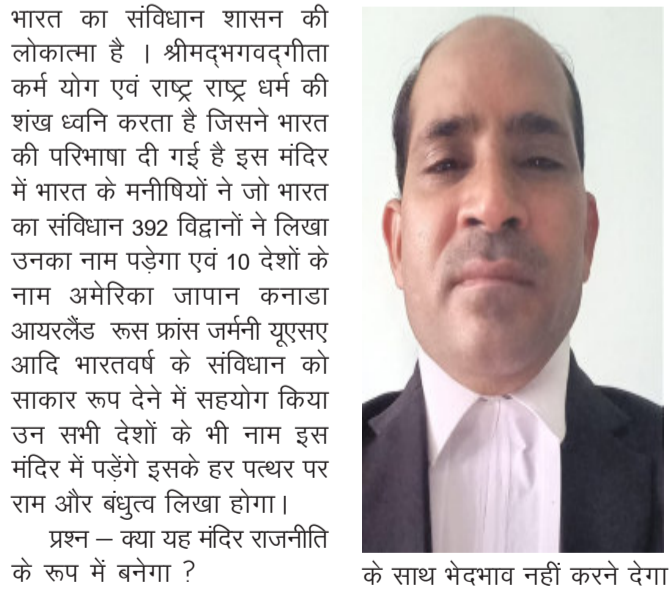 भारत का संविधान शासन की
लोकात्मा है । श्रीमद्भगवद्गीता
कर्म योग एवं राष्ट्र राष्ट्र धर्म की
शंख ध्वनि करता है जिसने भारत
की परिभाषा दी गई है इस मंदिर
में भारत के मनीषियों ने जो भारत
का संविधान 392 विद्वानों ने लिखा
उनका नाम पड़ेगा एवं 10 देशों के
नाम अमेरिका जापान कनाडा
आयरलैंड रूस फ्रांस जर्मनी यूएसए
आदि भारतवर्ष के संविधान को
साकार रूप देने में सहयोग किया
उन सभी देशों के भी नाम इस
मंदिर में पड़ेंगे इसके हर पत्थर पर
राम और बंधुत्व लिखा होगा।
प्रश्न – क्या यह मंदिर राजनीति
के रूप में बनेगा ?
के साथ भेदभाव नहीं करने देगा